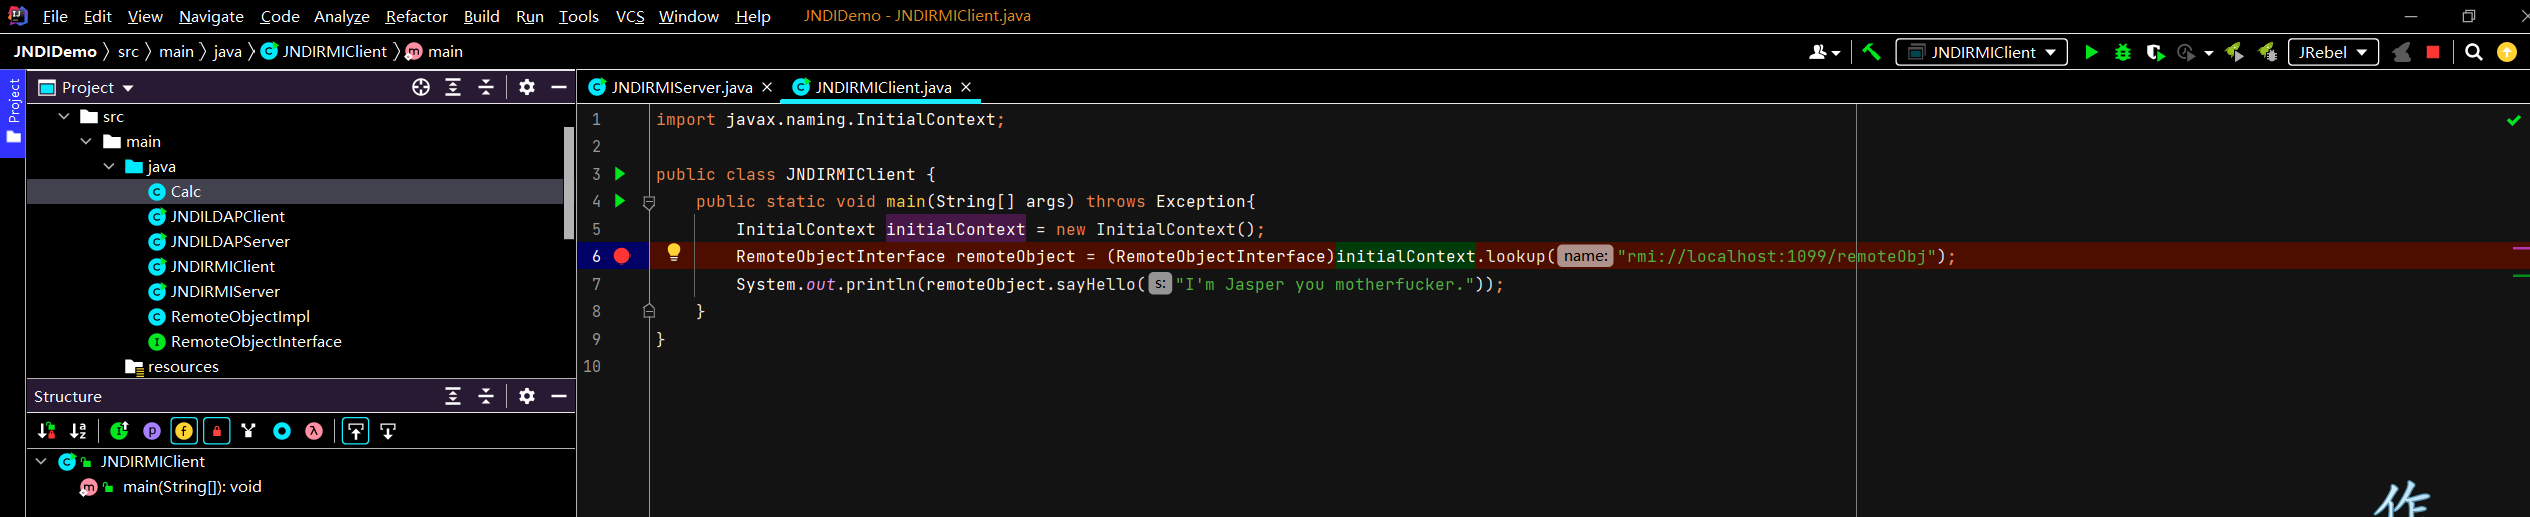 File Edit View Navigate Code Analyze Refactor Build Run Tools VCS Window Help JNDIDemo - JNDIRMIClient.java
JNDIDemo src main java JNDIRMIClient main JNDIRMIClient JRebel
Project
Project
JNDIRMIServer.java JNDIRMIClient.java
src
main
java
Calc
JNDILDAPClient
JNDILDAPServer
JNDIRMIClient
JNDIRMIServer
RemoteObjectImpl
RemoteObjectInterface
resources
Structure
JNDIRMIClient
main(String[]): void
1 import javax.naming.InitialContext;
2
3 public class JNDIRMIClient {
4 public static void main(String[] args) throws Exception{
5 InitialContext initialContext = new InitialContext();
6 RemoteObjectInterface remoteObject = (RemoteObjectInterface)initialContext.lookup( name: "rmi://localhost:1099/remoteObj");
7 System.out.println(remoteObject.sayHello( s: "I'm Jasper you motherfucker."));
8 }
9 }
10
作